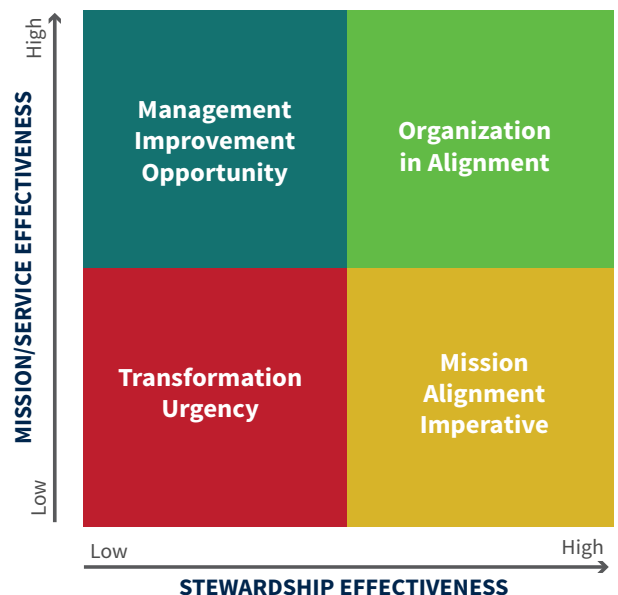 High
MISSION/SERVICE EFFECTIVENESS
Low
Management
Improvement
Opportunity
Organization
in Alignment
Transformation
Urgency
Mission
Alignment
Imperative
Low
High
STEWARDSHIP EFFECTIVENESS